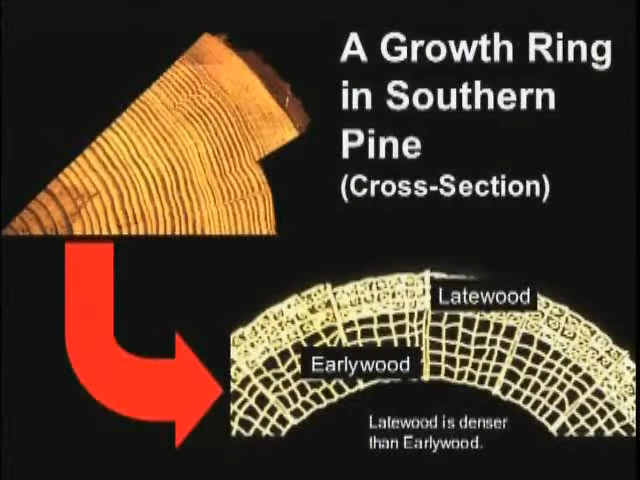 A Growth Ring
in Southern
Pine
(Cross-Section)
Latewood
Earlywood
Latewood is denser
than Earlywood.